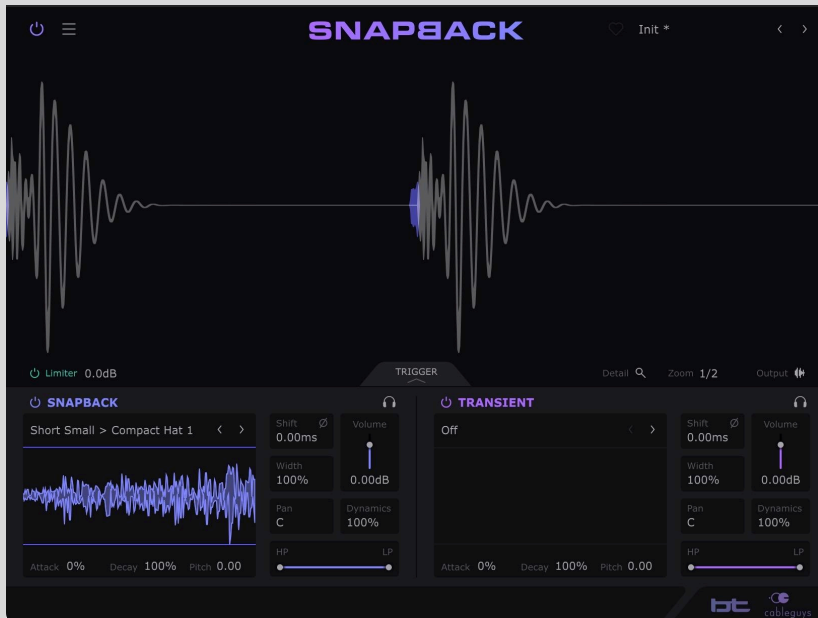 SNAPBACK
Init *
Limiter 0.0dB
TRIGGER
Detail
Zoom 1/2
Output
SNAPBACK
Short Small > Compact Hat 1
Attack 0%
Decay 100%
Pitch 0.00
Shift
0.00ms
Width
100%
Pan
C
Volume
0.00dB
Dynamics
100%
HP
LP
TRANSIENT
Off
Attack 0%
Decay 100%
Pitch 0.00
Shift
0.00ms
Width
100%
Pan
C
Volume
0.00dB
Dynamics
100%
HP
LP
bt
cableguys